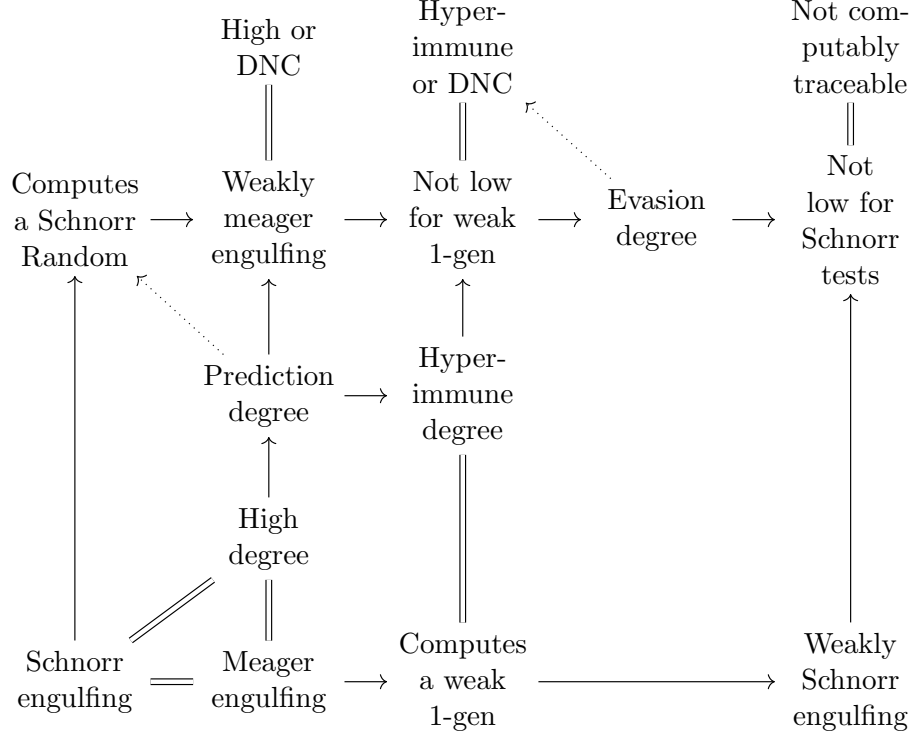 High or
DNC
Hyper-
immune
or DNC
Not com-
putably
traceable
Computes
a Schnorr
Random
Weakly
meager
engulfing
Not low
for weak
1-gen
Evasion
degree
Not
low for
Schnorr
tests
Prediction
degree
Hyper-
immune
degree
High
degree
Schnorr
engulfing
Meager
engulfing
Computes
a weak
1-gen
Weakly
Schnorr
engulfing